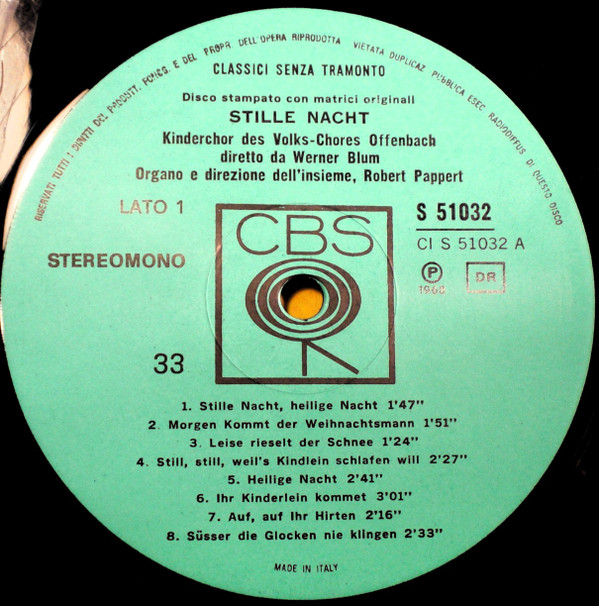 RISERVATI TUTTI I DIRITTI DEL PRODUTT. FONOG. E DEL PROPR. DELL'OPERA RIPRODOTTA VIETATA DUPLICAZ. PUBBLICA ESEC. RADIODIFFUS. DI QUESTO DISCO
CLASSICI SENZA TRAMONTO
Disco stampato con matrici originali
STILLE NACHT
Kinderchor des Volks-Chores Offenbach
diretto da Werner Blum
Organo e direzione dell'insieme, Robert Pappert
LATO 1
S 51032
CBS
CI S 51032 A
STEREOMONO
P
DR
33
1. Stille Nacht, heilige Nacht 1'47"
2. Morgen Kommt der Weihnachtsmann 1'51"
3. Leise rieselt der Schnee 1'24"
4. Still, still, weil's Kindlein schlafen will 2'27"
5. Hellige Nacht 2'41"
6. Ihr Kinderlein kommet 3'01"
7. Auf, auf Ihr Hirten 2'16"
8. Süsser die Glocken nie klingen 2'33"
MADE IN ITALY